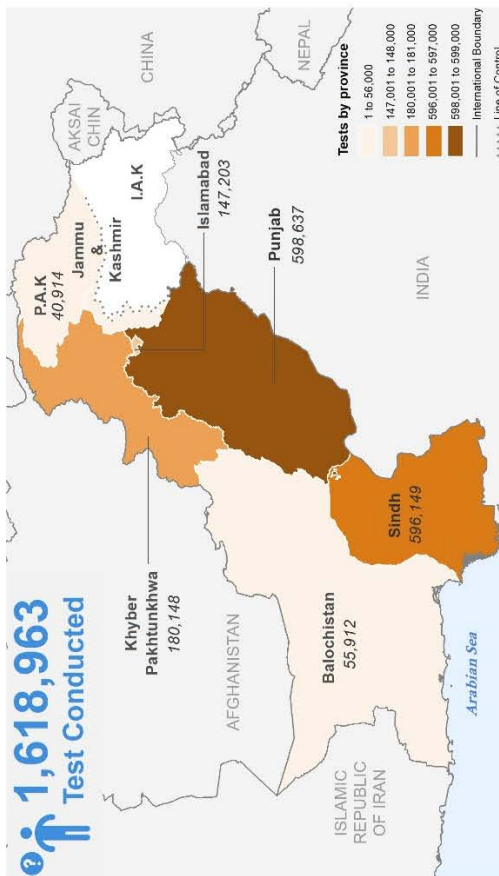 ?
1,618,963
Test Conducted
CHINA
AKSAI
CHIN
NEPAL
P.A.K
40,914
Jammu
&
Kashmir
I.A.K
Islamabad
147,203
Khyber
Pakhtunkhwa
180,148
Punjab
598,637
AFGHANISTAN
INDIA
Balochistan
55,912
Sindh
596,149
ISLAMIC
REPUBLIC
OF IRAN
Arabian Sea
Tests by province
1 to 56,000
147,001 to 148,000
180,001 to 181,000
596,001 to 597,000
598,001 to 599,000
International Boundary
Line of Control